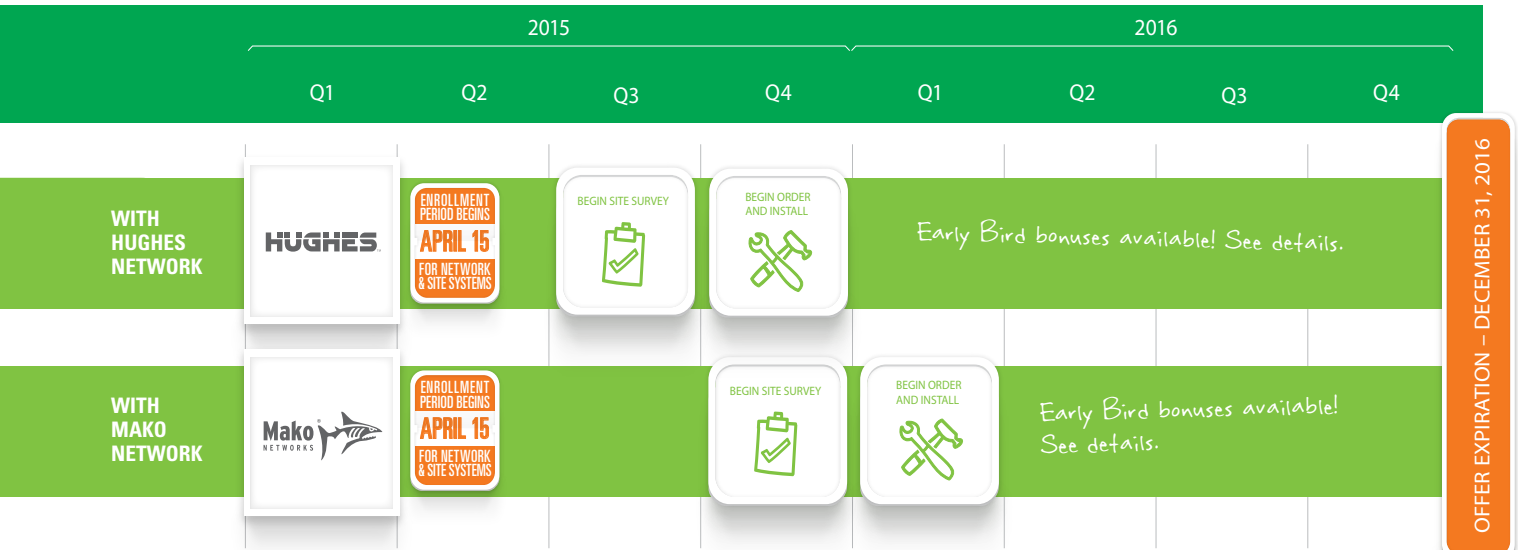 2015
2016
Q1
Q2
Q3
Q4
Q1
Q2
Q3
Q4
WITH
HUGHES
NETWORK
HUGHES
ENROLLMENT
PERIOD BEGINS
APRIL 15
FOR NETWORK
& SITE SYSTEMS
BEGIN SITE SURVEY
BEGIN ORDER
AND INSTALL
Early Bird bonuses available! See details.
WITH
MAKO
NETWORK
Mako
NETWORKS
ENROLLMENT
PERIOD BEGINS
APRIL 15
FOR NETWORK
& SITE SYSTEMS
BEGIN SITE SURVEY
BEGIN ORDER
AND INSTALL
Early Bird bonuses available!
See details.
OFFER EXPIRATION – DECEMBER 31, 2016